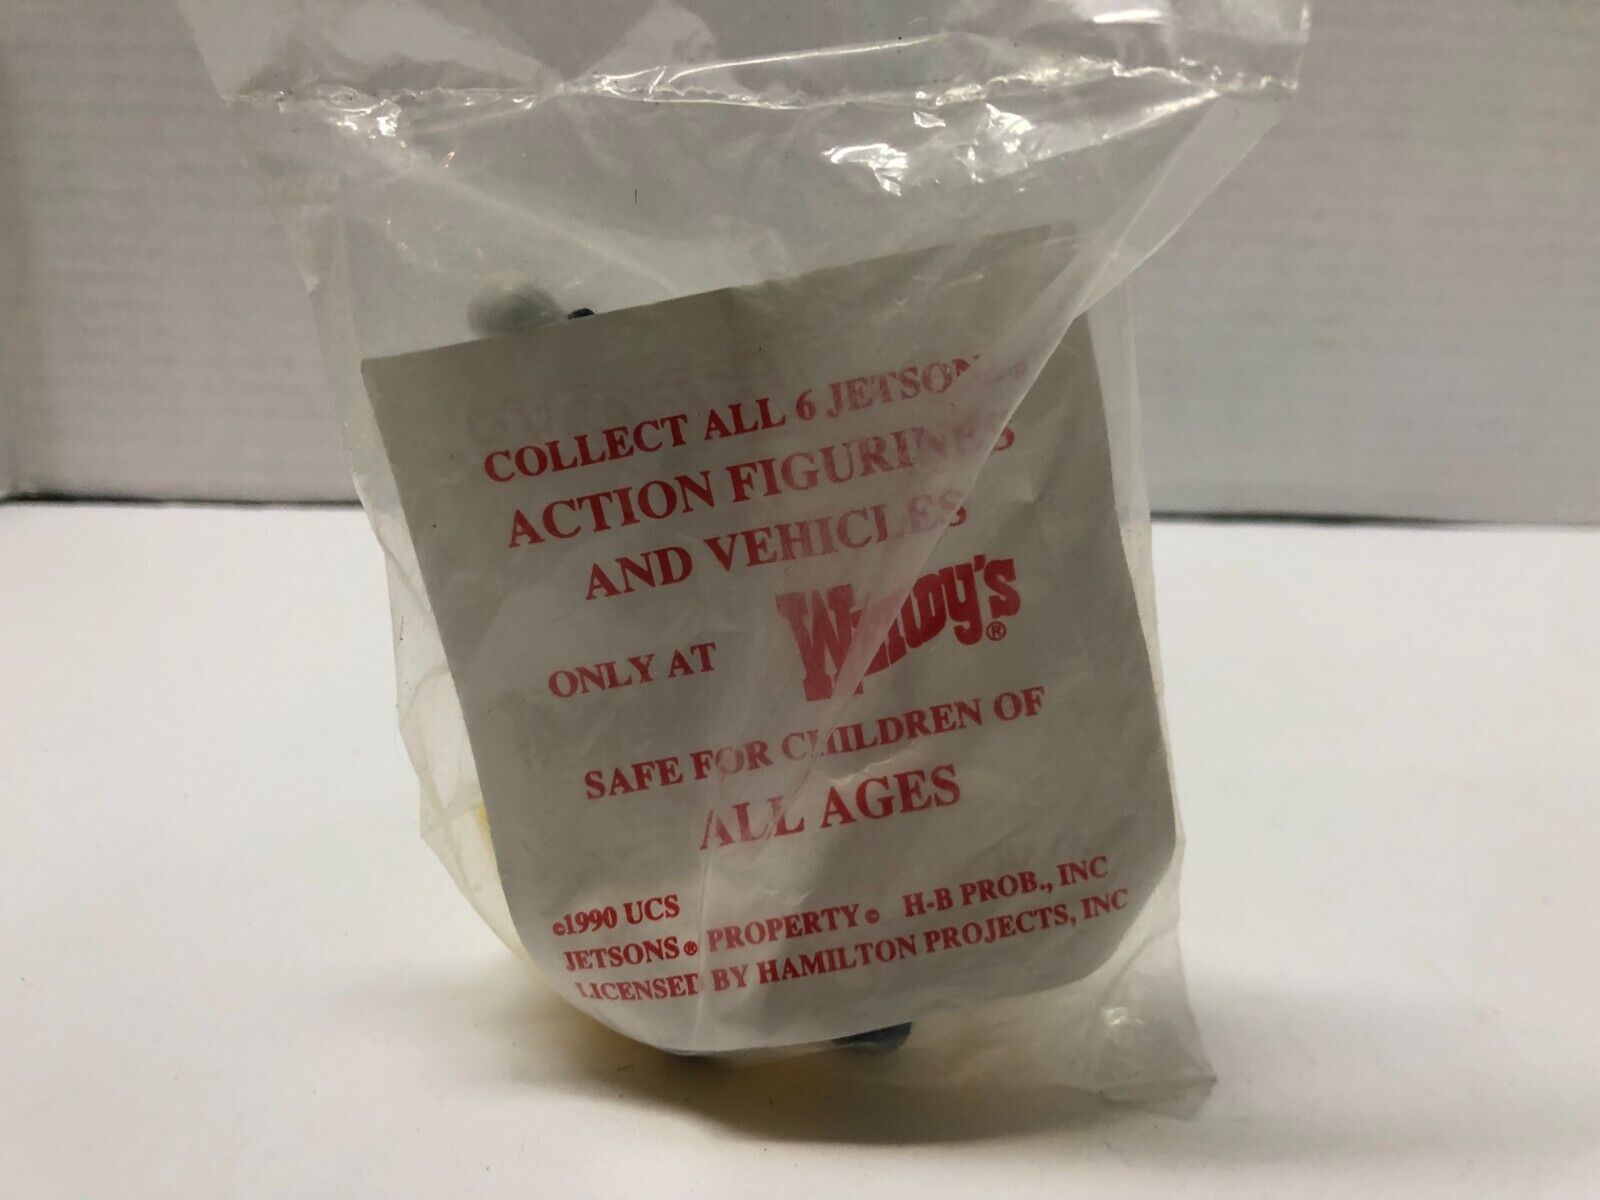 COLLECT ALL 6 JETSONS
ACTION FIGURINES
AND VEHICLES
ONLY AT Wendy's®
SAFE FOR CHILDREN OF
ALL AGES
©1990 UCS
JETSONS® PROPERTY© H-B PROB., INC
LICENSED BY HAMILTON PROJECTS, INC